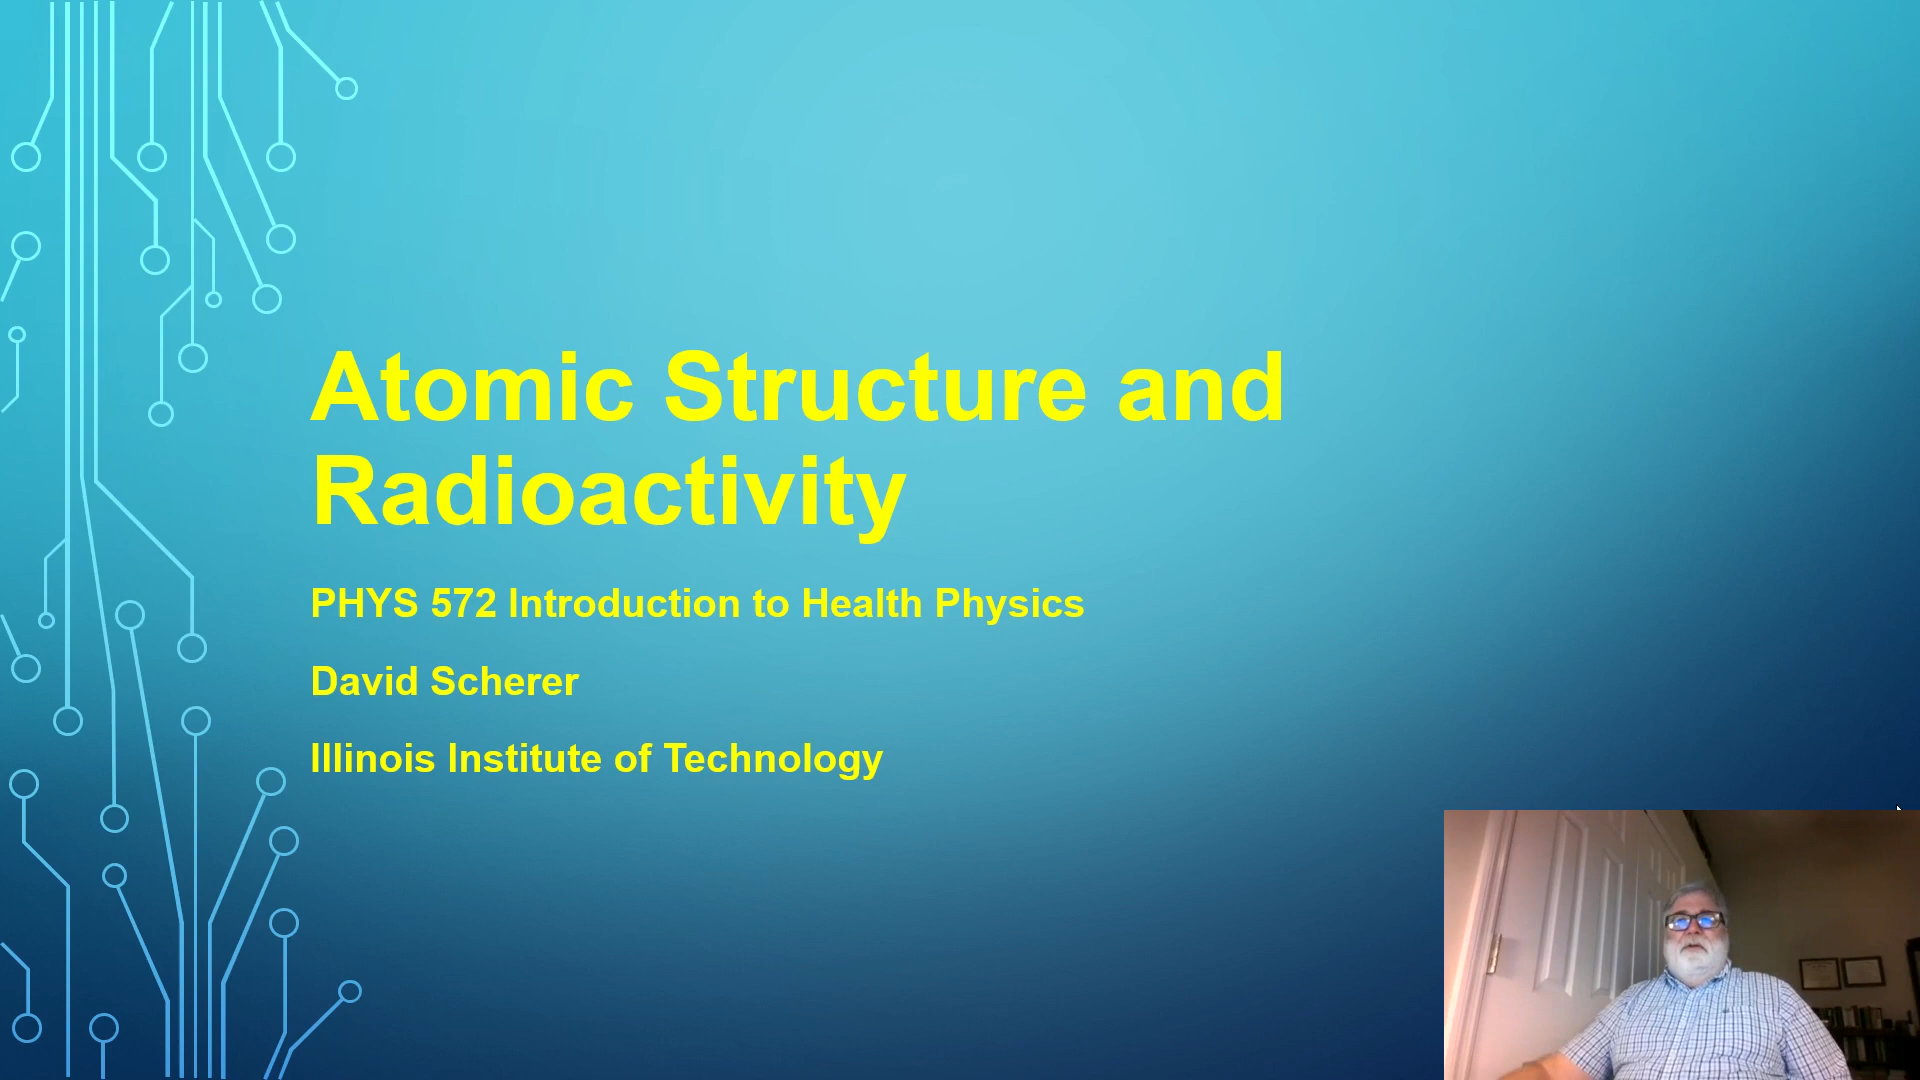 Atomic Structure and
Radioactivity
PHYS 572 Introduction to Health Physics
David Scherer
Illinois Institute of Technology